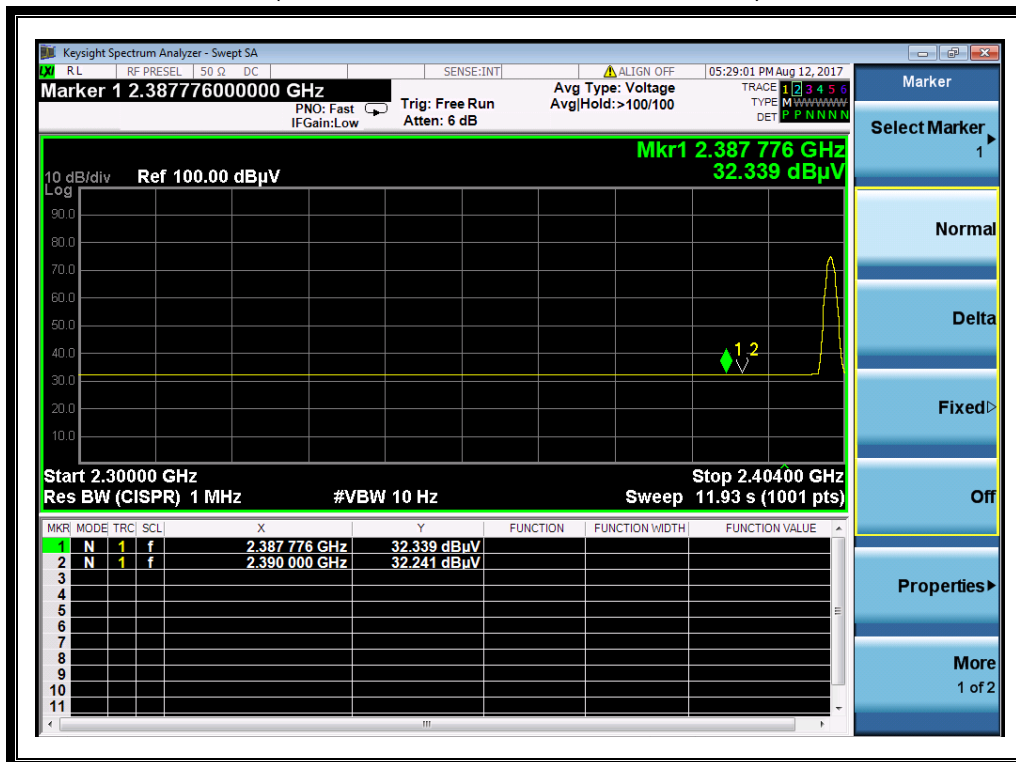 Keysight Spectrum Analyzer - Swept SA
LXI RL RF PRESEL 50 Ω DC SENSE:INT ALIGN OFF 05:29:01 PM Aug 12, 2017
Marker 1 2.387776000000 GHz
PNO: Fast
IFGain:Low
Trig: Free Run
Atten: 6 dB
Avg Type: Voltage
Avg|Hold:>100/100
TRACE 1 2 3 4 5 6
TYPE M WWWWW
DET P P N N N N
Mkr1 2.387 776 GHz
32.339 dBµV
10 dB/div Ref 100.00 dBµV
Log
90.0
80.0
70.0
60.0
50.0
40.0
30.0
20.0
10.0
1 2
Start 2.30000 GHz Stop 2.40400 GHz
Res BW (CISPR) 1 MHz #VBW 10 Hz Sweep 11.93 s (1001 pts)
MKR MODE TRC SCL X Y FUNCTION FUNCTION WIDTH FUNCTION VALUE
1 N 1 f 2.387 776 GHz 32.339 dBµV
2 N 1 f 2.390 000 GHz 32.241 dBµV
3
4
5
6
7
8
9
10
11
Marker
Select Marker
1
Normal
Delta
Fixed
Off
Properties
More
1 of 2